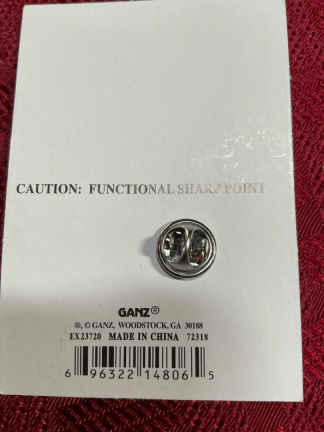 CAUTION: FUNCTIONAL SHARP POINT
GANZ®
®, © GANZ, WOODSTOCK, GA 30188
EX23720 MADE IN CHINA 72318
6 96322 14806 5